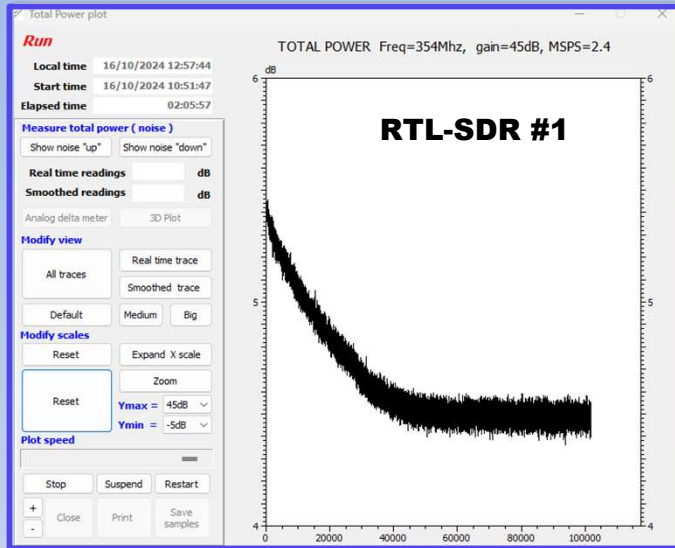 Total Power plot
Run
Local time 16/10/2024 12:57:44
Start time 16/10/2024 10:51:47
Elapsed time 02:05:57
Measure total power ( noise )
Show noise "up" Show noise "down"
Real time readings dB
Smoothed readings dB
Analog delta meter 3D Plot
Modify view
All traces Real time trace
Smoothed trace
Default Medium Big
Modify scales
Reset Expand X scale
Reset Zoom
Ymax = 45dB
Ymin = -5dB
Plot speed
Stop Suspend Restart
+ Close Print Save samples
-
TOTAL POWER Freq=354Mhz, gain=45dB, MSPS=2.4
dB
6 6
RTL-SDR #1
5 5
4 4
0 20000 40000 60000 80000 100000